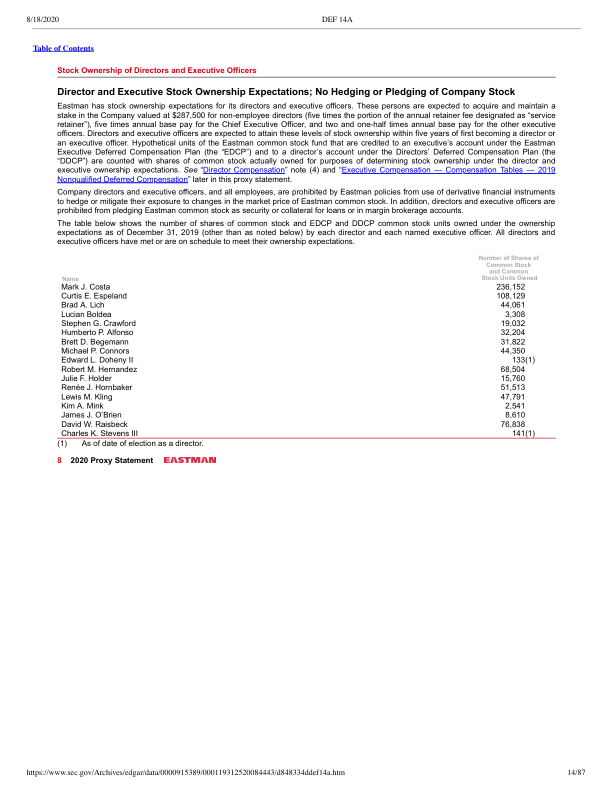 8/18/2020 DEF 14A
Table of Contents
Stock Ownership of Directors and Executive Officers
Director and Executive Stock Ownership Expectations; No Hedging or Pledging of Company Stock
Eastman has stock ownership expectations for its directors and executive officers. These persons are expected to acquire and maintain a
stake in the Company valued at $287,500 for non-employee directors (five times the portion of the annual retainer fee designated as “service
retainer”), five times annual base pay for the Chief Executive Officer, and two and one-half times annual base pay for the other executive
officers. Directors and executive officers are expected to attain these levels of stock ownership within five years of first becoming a director or
an executive officer. Hypothetical units of the Eastman common stock fund that are credited to an executive’s account under the Eastman
Executive Deferred Compensation Plan (the “EDCP”) and to a director’s account under the Directors’ Deferred Compensation Plan (the
“DDCP”) are counted with shares of common stock actually owned for purposes of determining stock ownership under the director and
executive ownership expectations. See “Director Compensation” note (4) and “Executive Compensation — Compensation Tables — 2019
Nonqualified Deferred Compensation” later in this proxy statement.
Company directors and executive officers, and all employees, are prohibited by Eastman policies from use of derivative financial instruments
to hedge or mitigate their exposure to changes in the market price of Eastman common stock. In addition, directors and executive officers are
prohibited from pledging Eastman common stock as security or collateral for loans or in margin brokerage accounts.
The table below shows the number of shares of common stock and EDCP and DDCP common stock units owned under the ownership
expectations as of December 31, 2019 (other than as noted below) by each director and each named executive officer. All directors and
executive officers have met or are on schedule to meet their ownership expectations.
Number of Shares of
Common Stock
and Common
Name Stock Units Owned
Mark J. Costa 236,152
Curtis E. Espeland 108,129
Brad A. Lich 44,061
Lucian Boldea 3,308
Stephen G. Crawford 19,032
Humberto P. Alfonso 32,204
Brett D. Begemann 31,822
Michael P. Connors 44,350
Edward L. Doheny II 133(1)
Robert M. Hernandez 68,504
Julie F. Holder 15,760
Renée J. Hornbaker 51,513
Lewis M. Kling 47,791
Kim A. Mink 2,541
James J. O’Brien 8,610
David W. Raisbeck 76,838
Charles K. Stevens III 141(1)
(1) As of date of election as a director.
8 2020 Proxy Statement EASTMAN
https://www.sec.gov/Archives/edgar/data/0000915389/000119312520084443/d848334ddef14a.htm 14/87